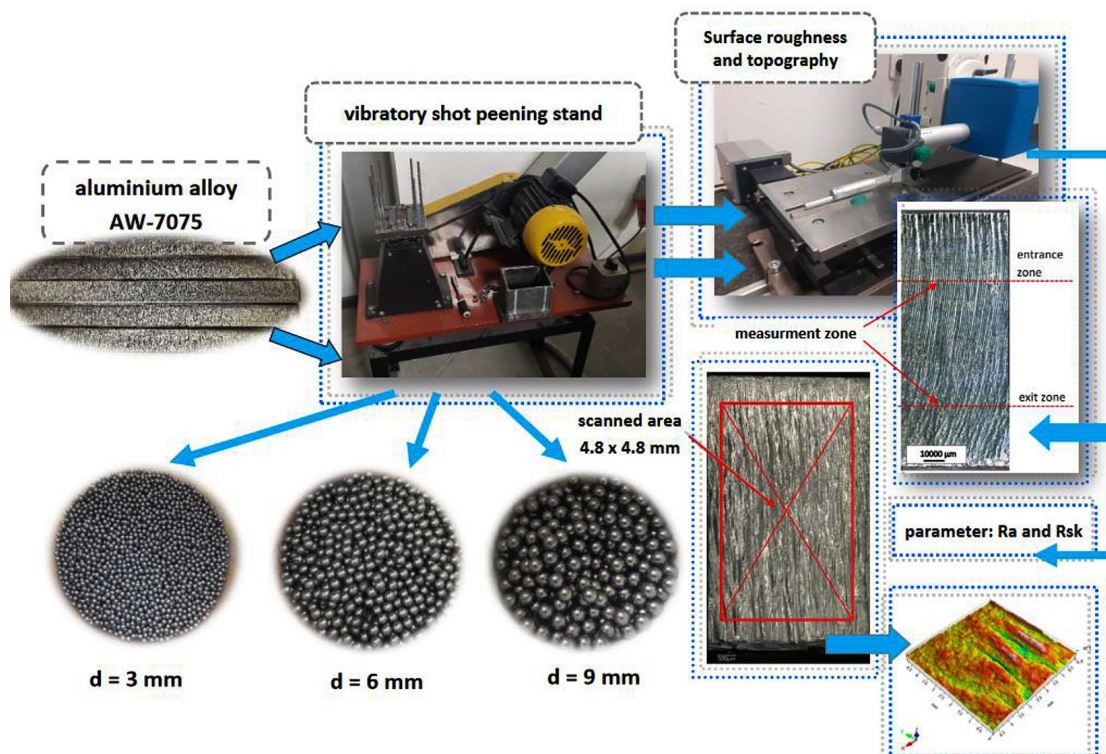 Surface roughness
and topography
vibratory shot peening stand
aluminium alloy
AW-7075
entrance
zone
measurment zone
exit zone
10000 µm
scanned area
4.8 x 4.8 mm
parameter: Ra and Rsk
d = 3 mm
d = 6 mm
d = 9 mm